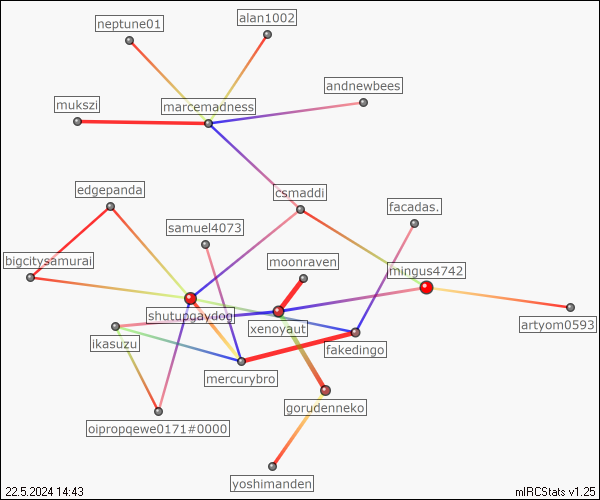 neptune01
alan1002
andnewbees
mukszi
marcemadness
edgepanda
csmaddi
facadas.
samuel4073
bigcitysamurai
moonraven
mingus4742
shutupgaydog
xenoyaut
artyom0593
ikasuzu
fakedingo
mercurybro
gorudenneko
oipropqewe0171#0000
yoshimanden
22.5.2024 14:43
mIRCStats v1.25